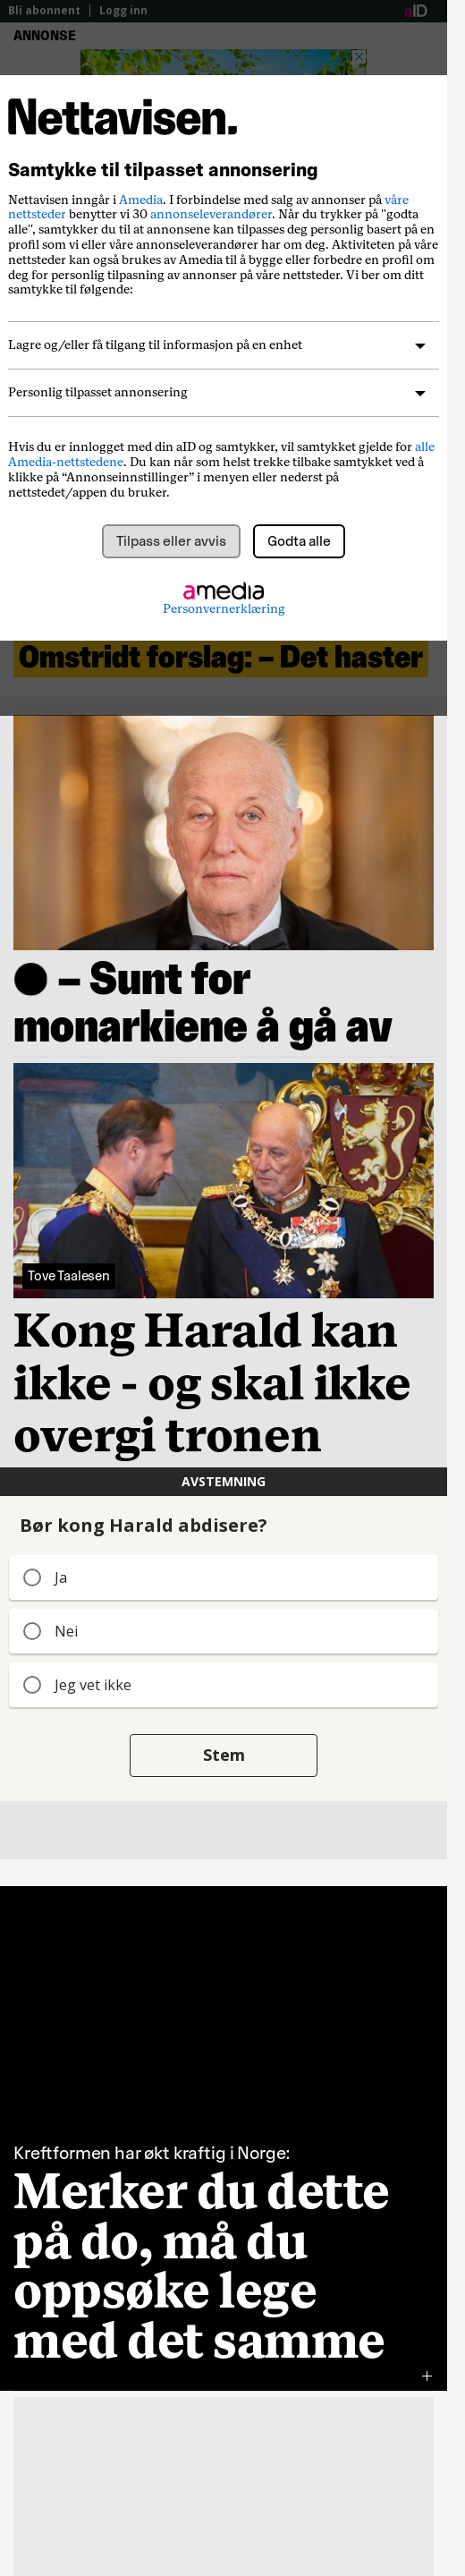 Bli abonnent | Logg inn
aID
ANNONSE
Nettavisen.
Samtykke til tilpasset annonsering
Nettavisen inngår i Amedia. I forbindelse med salg av annonser på våre
nettsteder benytter vi 30 annonseleverandører. Når du trykker på "godta
alle", samtykker du til at annonsene kan tilpasses deg personlig basert på en
profil som vi eller våre annonseleverandører har om deg. Aktiviteten på våre
nettsteder kan også brukes av Amedia til å bygge eller forbedre en profil om
deg for personlig tilpasning av annonser på våre nettsteder. Vi ber om ditt
samtykke til følgende:
Lagre og/eller få tilgang til informasjon på en enhet
Personlig tilpasset annonsering
Hvis du er innlogget med din aID og samtykker, vil samtykket gjelde for alle
Amedia-nettstedene. Du kan når som helst trekke tilbake samtykket ved å
klikke på “Annonseinnstillinger” i menyen eller nederst på
nettstedet/appen du bruker.
Tilpass eller avvis
Godta alle
amedia
Personvernerklæring
Omstridt forslag: – Det haster
– Sunt for
monarkiene å gå av
Tove Taalesen
Kong Harald kan
ikke - og skal ikke
overgi tronen
AVSTEMNING
Bør kong Harald abdisere?
Ja
Nei
Jeg vet ikke
Stem
Kreftformen har økt kraftig i Norge:
Merker du dette
på do, må du
oppsøke lege
med det samme
+